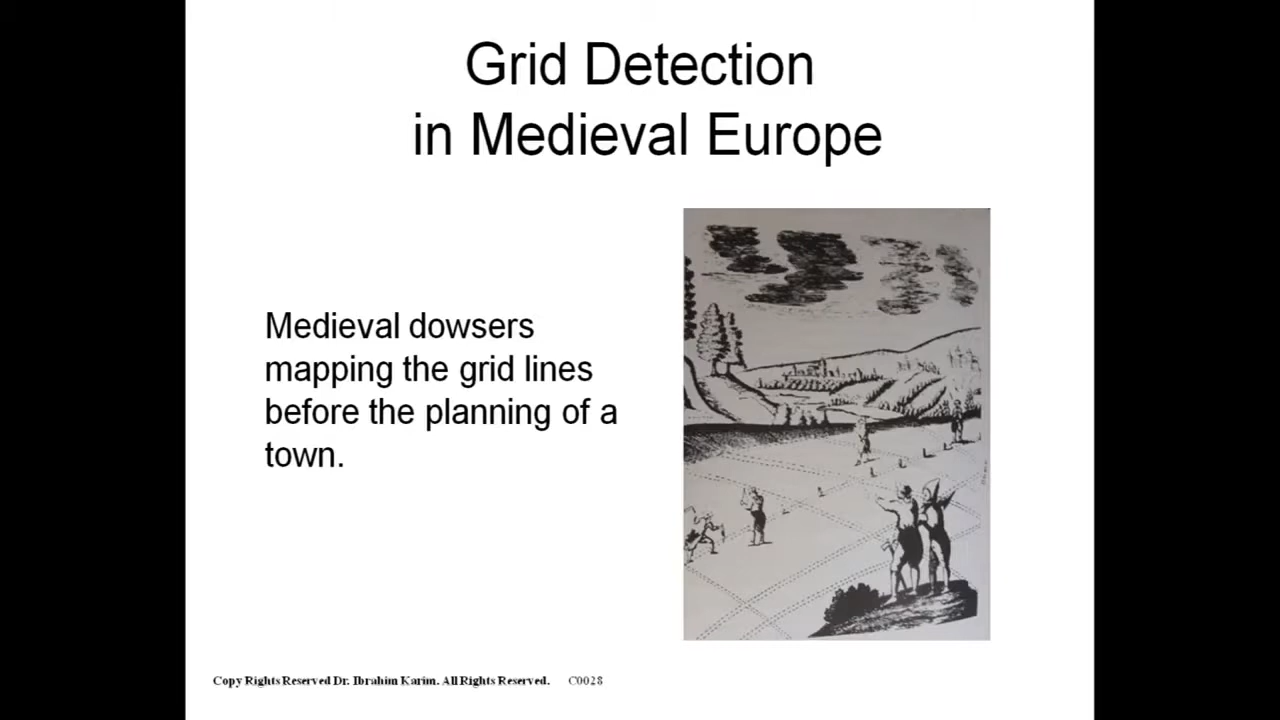 Grid Detection
in Medieval Europe
Medieval dowsers
mapping the grid lines
before the planning of a
town.
Copy Rights Reserved Dr. Ibrahim Karim. All Rights Reserved. C0028